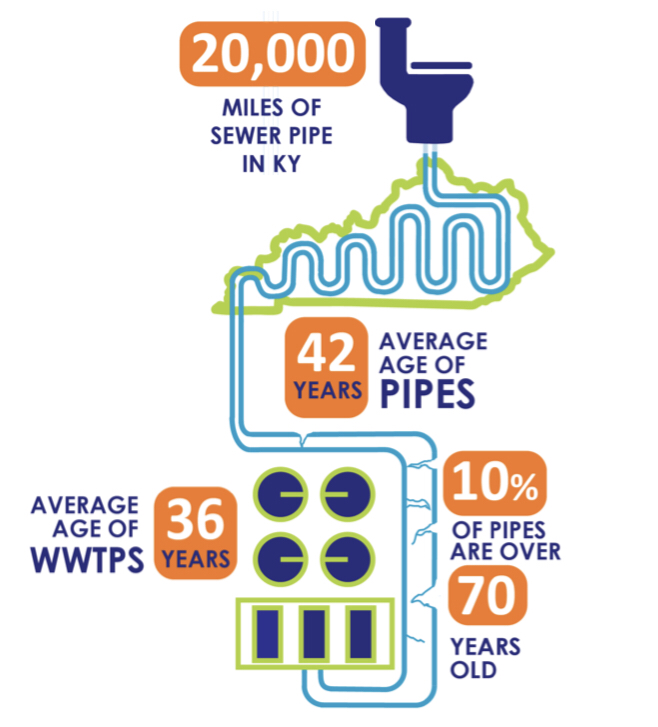 20,000
MILES OF
SEWER PIPE
IN KY
42
YEARS
AVERAGE
AGE OF
PIPES
AVERAGE
AGE OF
WWTPS
36
YEARS
10%
OF PIPES
ARE OVER
70
YEARS
OLD